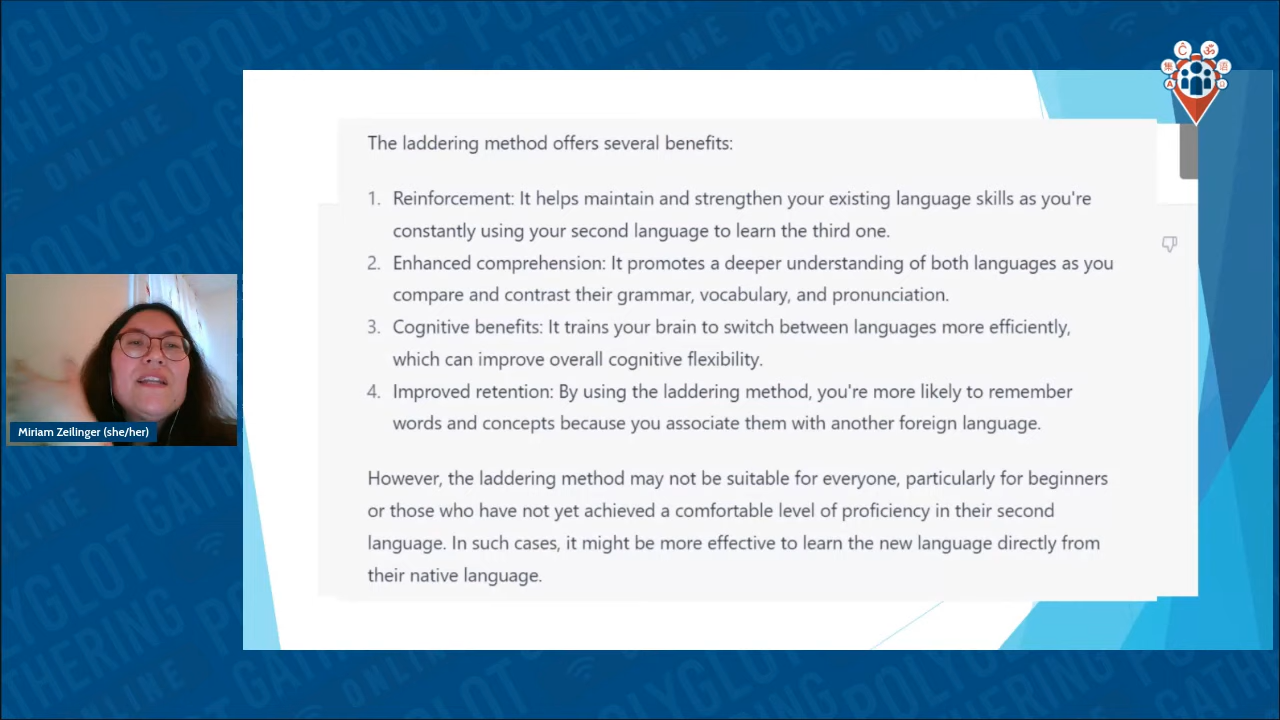 POLYGLOT
GATHERING
ONLINE
The laddering method offers several benefits:
1. Reinforcement: It helps maintain and strengthen your existing language skills as you're
constantly using your second language to learn the third one.
2. Enhanced comprehension: It promotes a deeper understanding of both languages as you
compare and contrast their grammar, vocabulary, and pronunciation.
3. Cognitive benefits: It trains your brain to switch between languages more efficiently,
which can improve overall cognitive flexibility.
4. Improved retention: By using the laddering method, you're more likely to remember
words and concepts because you associate them with another foreign language.
However, the laddering method may not be suitable for everyone, particularly for beginners
or those who have not yet achieved a comfortable level of proficiency in their second
language. In such cases, it might be more effective to learn the new language directly from
their native language.
Miriam Zeilinger (she/her)